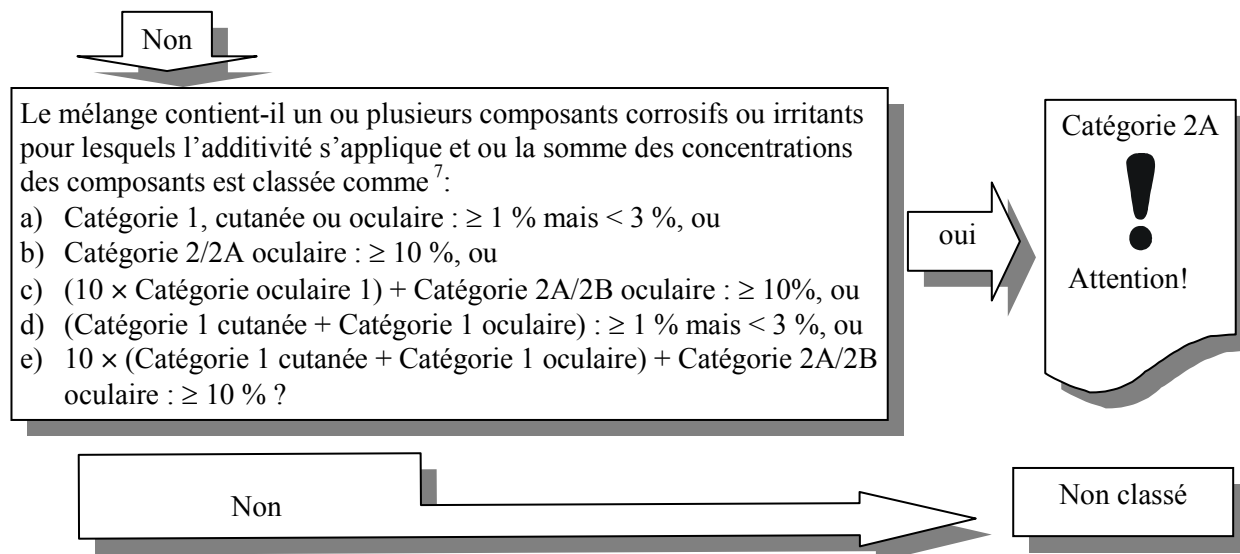 Non
Le mélange contient-il un ou plusieurs composants corrosifs ou irritants
pour lesquels l’additivité s’applique et ou la somme des concentrations
des composants est classée comme 7:
a) Catégorie 1, cutanée ou oculaire : ≥ 1 % mais < 3 %, ou
b) Catégorie 2/2A oculaire : ≥ 10 %, ou
c) (10 × Catégorie oculaire 1) + Catégorie 2A/2B oculaire : ≥ 10%, ou
d) (Catégorie 1 cutanée + Catégorie 1 oculaire) : ≥ 1 % mais < 3 %, ou
e) 10 × (Catégorie 1 cutanée + Catégorie 1 oculaire) + Catégorie 2A/2B
oculaire : ≥ 10 % ?
oui
Catégorie 2A
!
Attention!
Non
Non classé